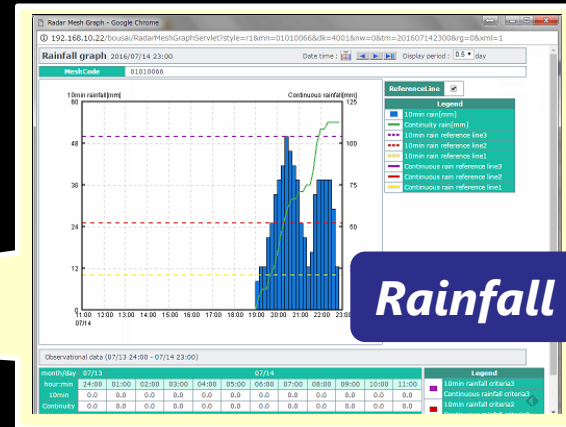 Radar Mesh Graph - Google Chrome
192.168.10.22/bousai/RadarMeshGraphServlet?style=r1&mn=01010066&dk=4001&nw=0&tm=201607142300&rg=0&xml=1
Rainfall graph 2016/07/14 23:00 Date time : Display period : 0.5 day
MeshCode 01010066
ReferenceLine
Legend
10min rain[mm]
Continuity rain[mm]
10min rain reference line3
10min rain reference line2
10min rain reference line1
Continuous rain reference line3
Continuous rain reference line2
Continuous rain reference line1
10min rainfall[mm] Continuous rainfall[mm]
60 125
48 100
36 75
24 50
12
0
11:00 12:00 13:00 14:00 15:00 16:00 17:00 18:00 19:00 20:00 21:00 22:00 23:00
07/14
Rainfall
Observational data (07/13 24:00 - 07/14 23:00)
month/day 07/13 07/14
hour:min 24:00 01:00 02:00 03:00 04:00 05:00 06:00 07:00 08:00 09:00 10:00 11:00
10min 0.0 0.0 0.0 0.0 0.0 0.0 0.0 0.0 0.0 0.0 0.0 0.0
Continuity 0.0 0.0 0.0 0.0 0.0 0.0 0.0 0.0 0.0 0.0 0.0 0.0
Legend
10min rainfall criteria3
Continuous rainfall criteria3
10min rainfall criteria2
Continuous rainfall criteria2